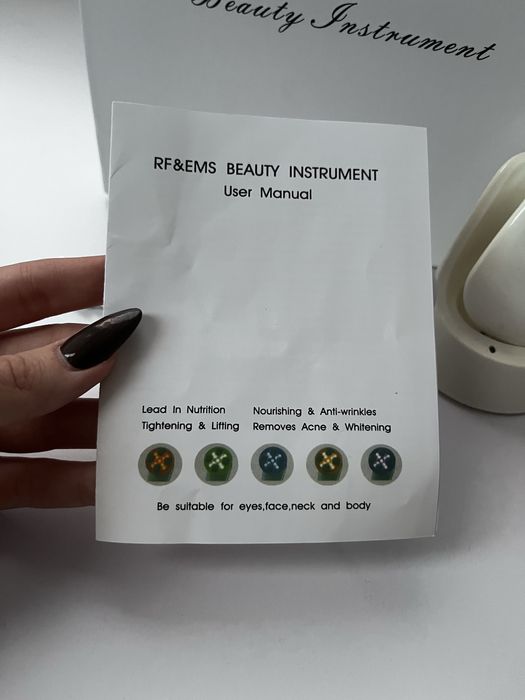 Beauty Instrument
RF&EMS BEAUTY INSTRUMENT
User Manual
Lead In Nutrition Nourishing & Anti-wrinkles
Tightening & Lifting Removes Acne & Whitening
Be suitable for eyes,face,neck and body